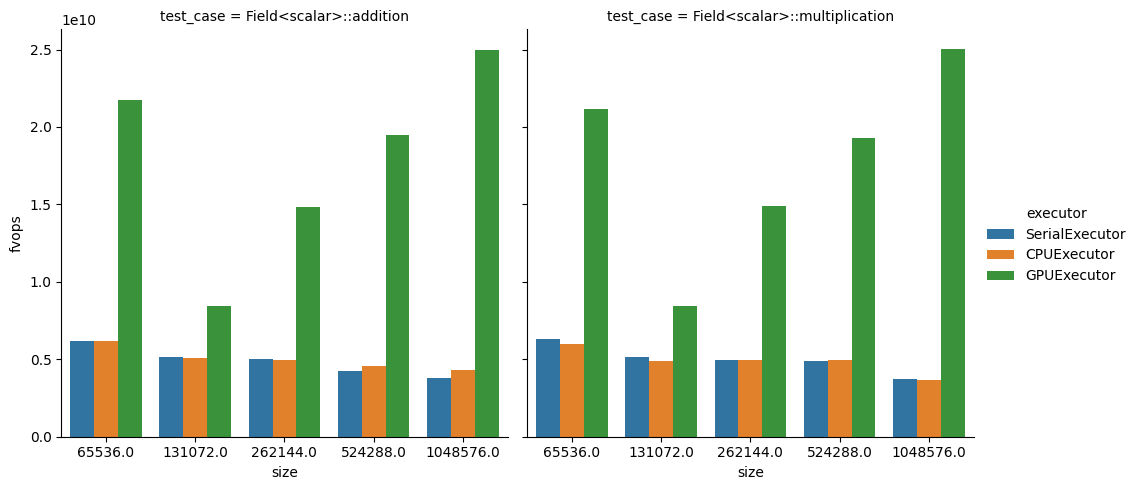 test_case = Field<scalar>::addition
test_case = Field<scalar>::multiplication
1e10
2.5
2.0
1.5
1.0
0.5
0.0
fvops
65536.0 131072.0 262144.0 524288.0 1048576.0
size
65536.0 131072.0 262144.0 524288.0 1048576.0
size
executor
SerialExecutor
CPUExecutor
GPUExecutor